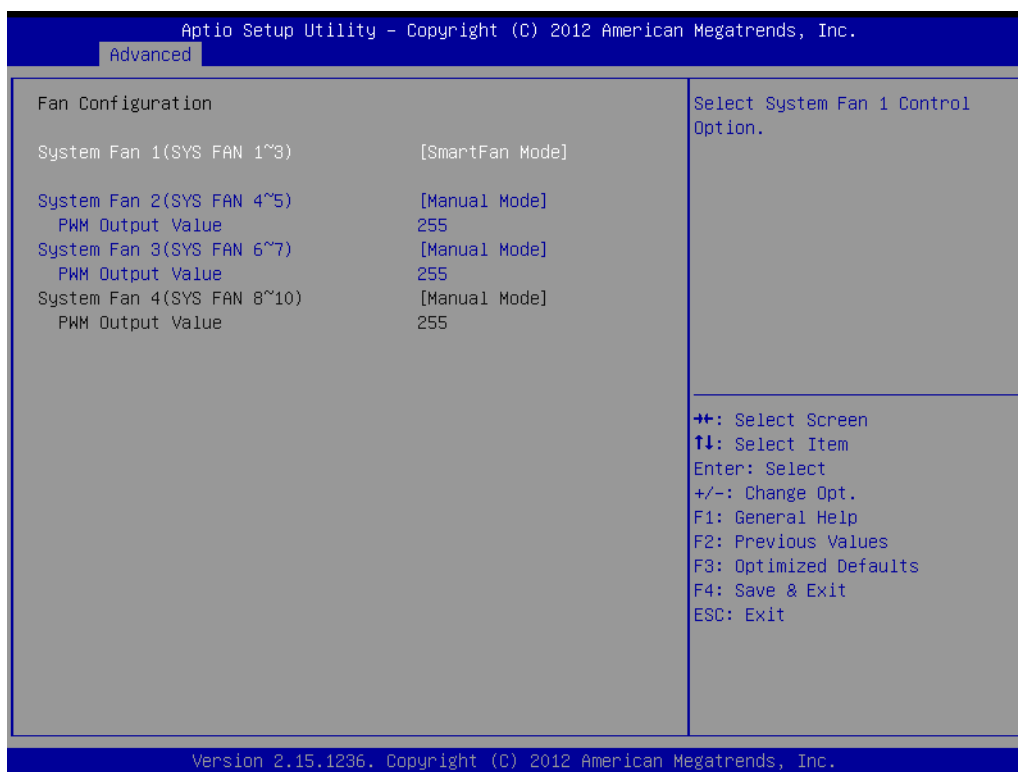 Aptio Setup Utility – Copyright (C) 2012 American Megatrends, Inc.
Advanced
Fan Configuration
System Fan 1(SYS FAN 1~3) [SmartFan Mode]
System Fan 2(SYS FAN 4~5) [Manual Mode]
PWM Output Value 255
System Fan 3(SYS FAN 6~7) [Manual Mode]
PWM Output Value 255
System Fan 4(SYS FAN 8~10) [Manual Mode]
PWM Output Value 255
Select System Fan 1 Control
Option.
→←: Select Screen
↑↓: Select Item
Enter: Select
+/-: Change Opt.
F1: General Help
F2: Previous Values
F3: Optimized Defaults
F4: Save & Exit
ESC: Exit
Version 2.15.1236. Copyright (C) 2012 American Megatrends, Inc.